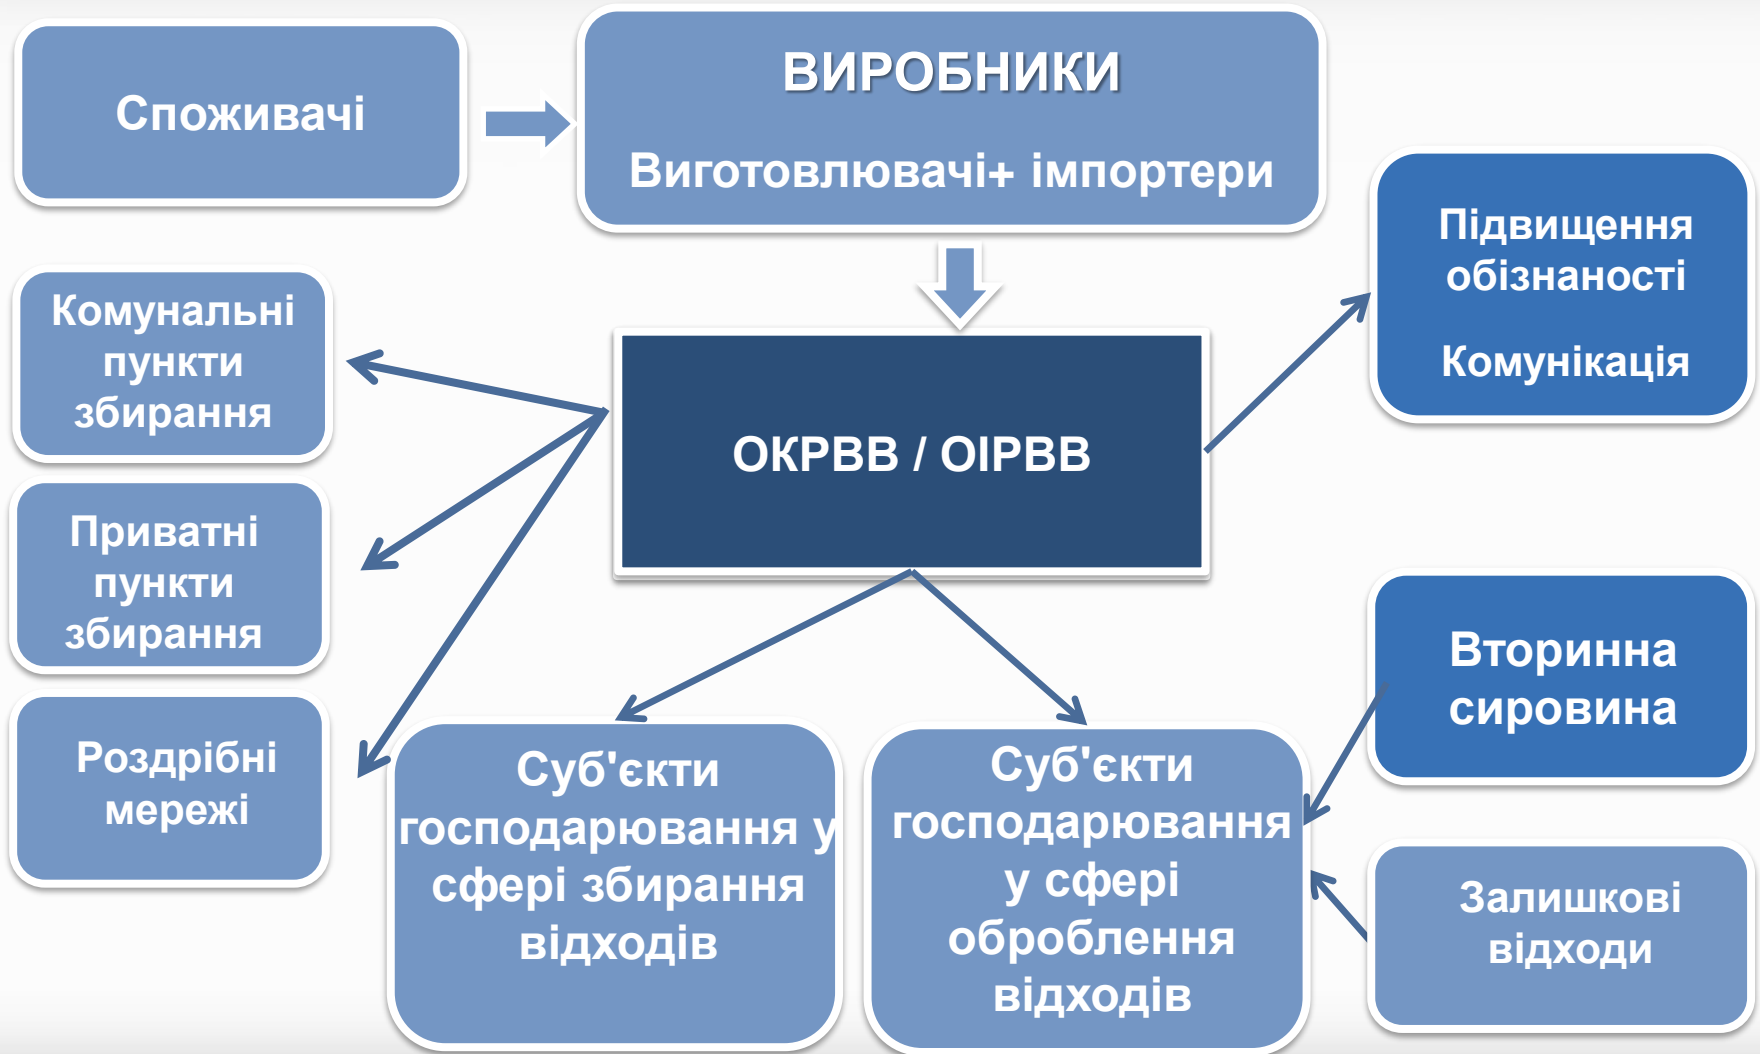 Споживачі
ВИРОБНИКИ
Виготовлювачі+ імпортери
Підвищення
обізнаності
Комунікація
Комунальні
пункти
збирання
ОКРВВ / ОІРВВ
Приватні
пункти
збирання
Роздрібні
мережі
Суб'єкти
господарювання у
сфері збирання
відходів
Суб'єкти
господарювання
у сфері
оброблення
відходів
Вторинна
сировина
Залишкові
відходи